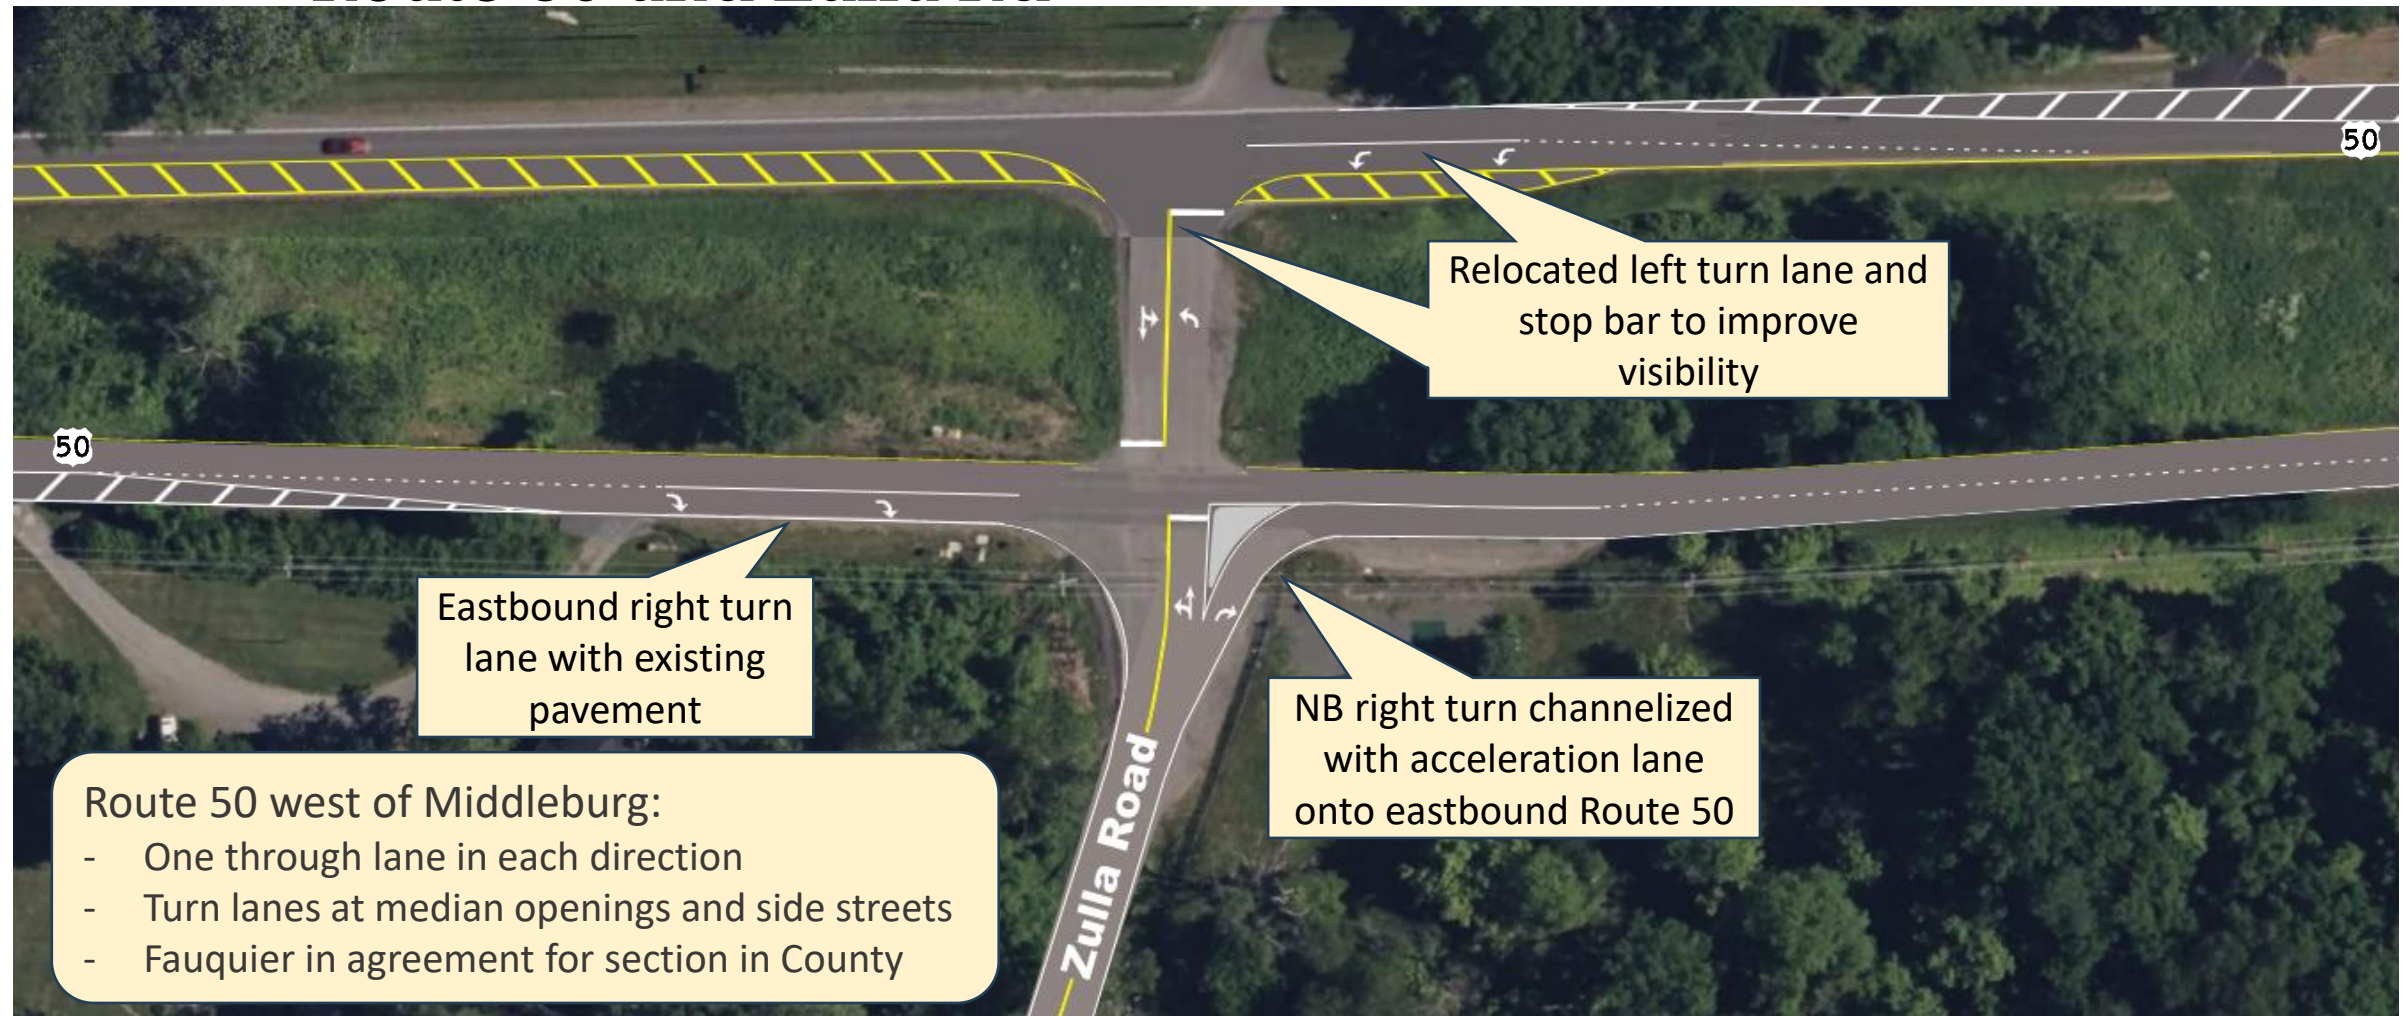 50
Relocated left turn lane and
stop bar to improve
visibility
50
Eastbound right turn
lane with existing
pavement
NB right turn channelized
with acceleration lane
onto eastbound Route 50
Zulla Road
Route 50 west of Middleburg:
- One through lane in each direction
- Turn lanes at median openings and side streets
- Fauquier in agreement for section in County